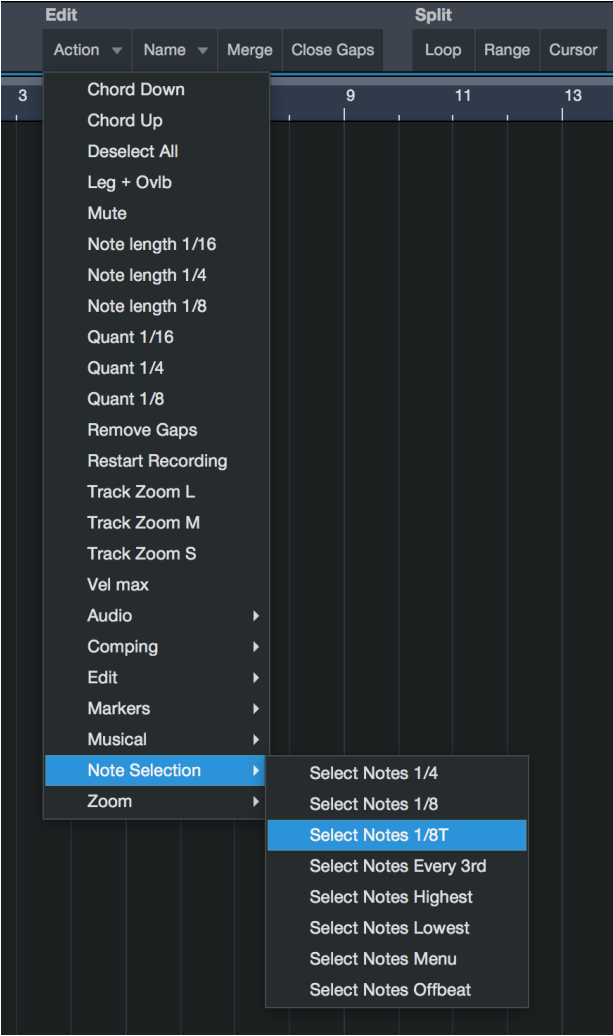 Edit Split
Action Name Merge Close Gaps Loop Range Cursor
3 9 11 13
Chord Down
Chord Up
Deselect All
Leg + Ovlb
Mute
Note length 1/16
Note length 1/4
Note length 1/8
Quant 1/16
Quant 1/4
Quant 1/8
Remove Gaps
Restart Recording
Track Zoom L
Track Zoom M
Track Zoom S
Vel max
Audio
Comping
Edit
Markers
Musical
Note Selection
Zoom
Select Notes 1/4
Select Notes 1/8
Select Notes 1/8T
Select Notes Every 3rd
Select Notes Highest
Select Notes Lowest
Select Notes Menu
Select Notes Offbeat